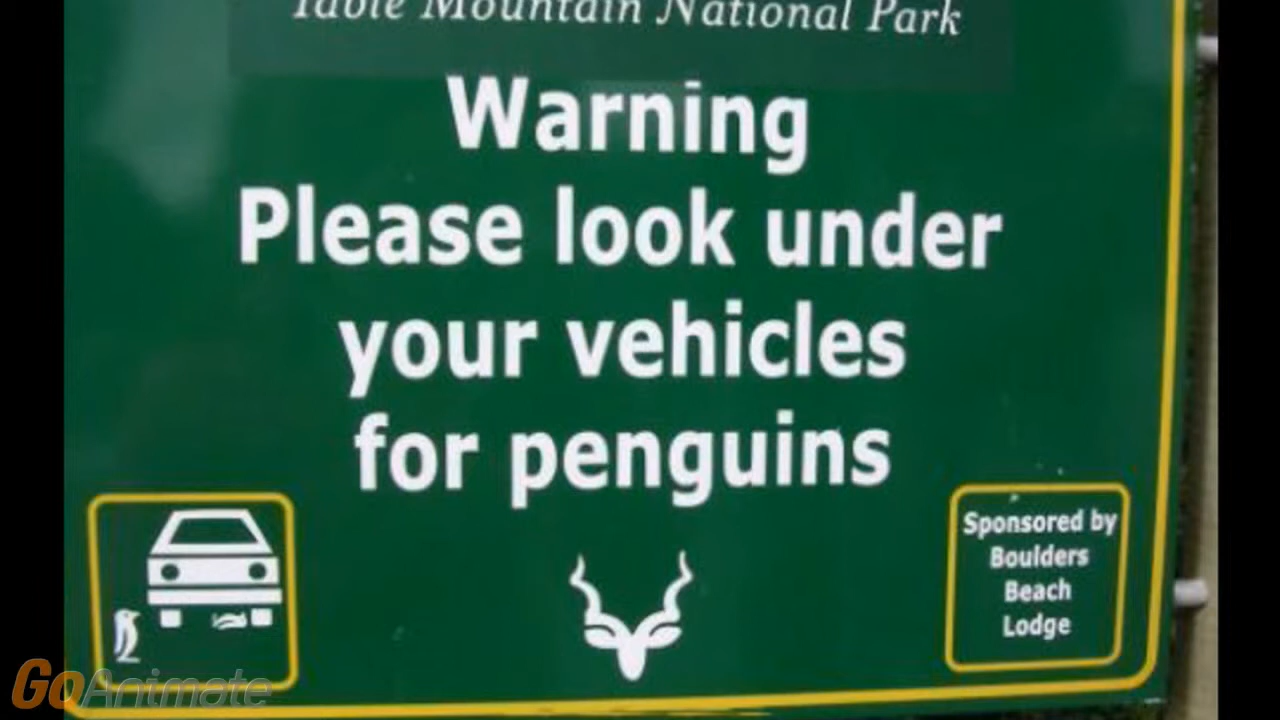 Table Mountain National Park
Warning
Please look under
your vehicles
for penguins
Sponsored by
Boulders
Beach
Lodge
GoAnimate